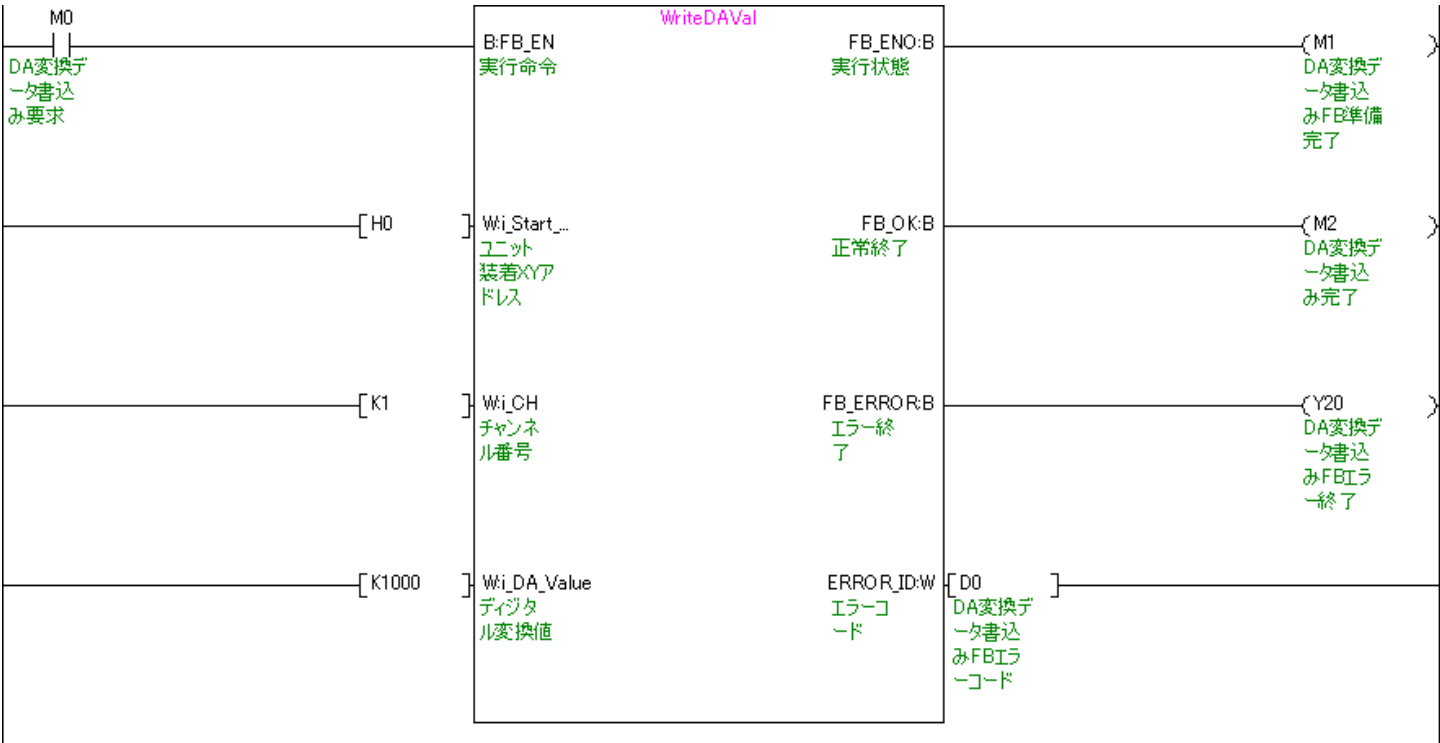 WriteDAVal
M0
B:FB_EN
FB_ENO:B
M1
DA変換デ
ータ書込
み要求
実行命令
実行状態
DA変換デ
ータ書込
みFB準備
完了
H0
W:i_Start_...
FB_OK:B
M2
ユニット
装着XYア
ドレス
正常終了
DA変換デ
ータ書込
み完了
K1
W:i_CH
FB_ERROR:B
Y20
チャンネ
ル番号
エラー終
了
DA変換デ
ータ書込
みFBエラ
ー終了
K1000
W:i_DA_Value
ERROR_ID:W
D0
ディジタ
ル変換値
エラーコ
ード
DA変換デ
ータ書込
みFBエラ
ーコード